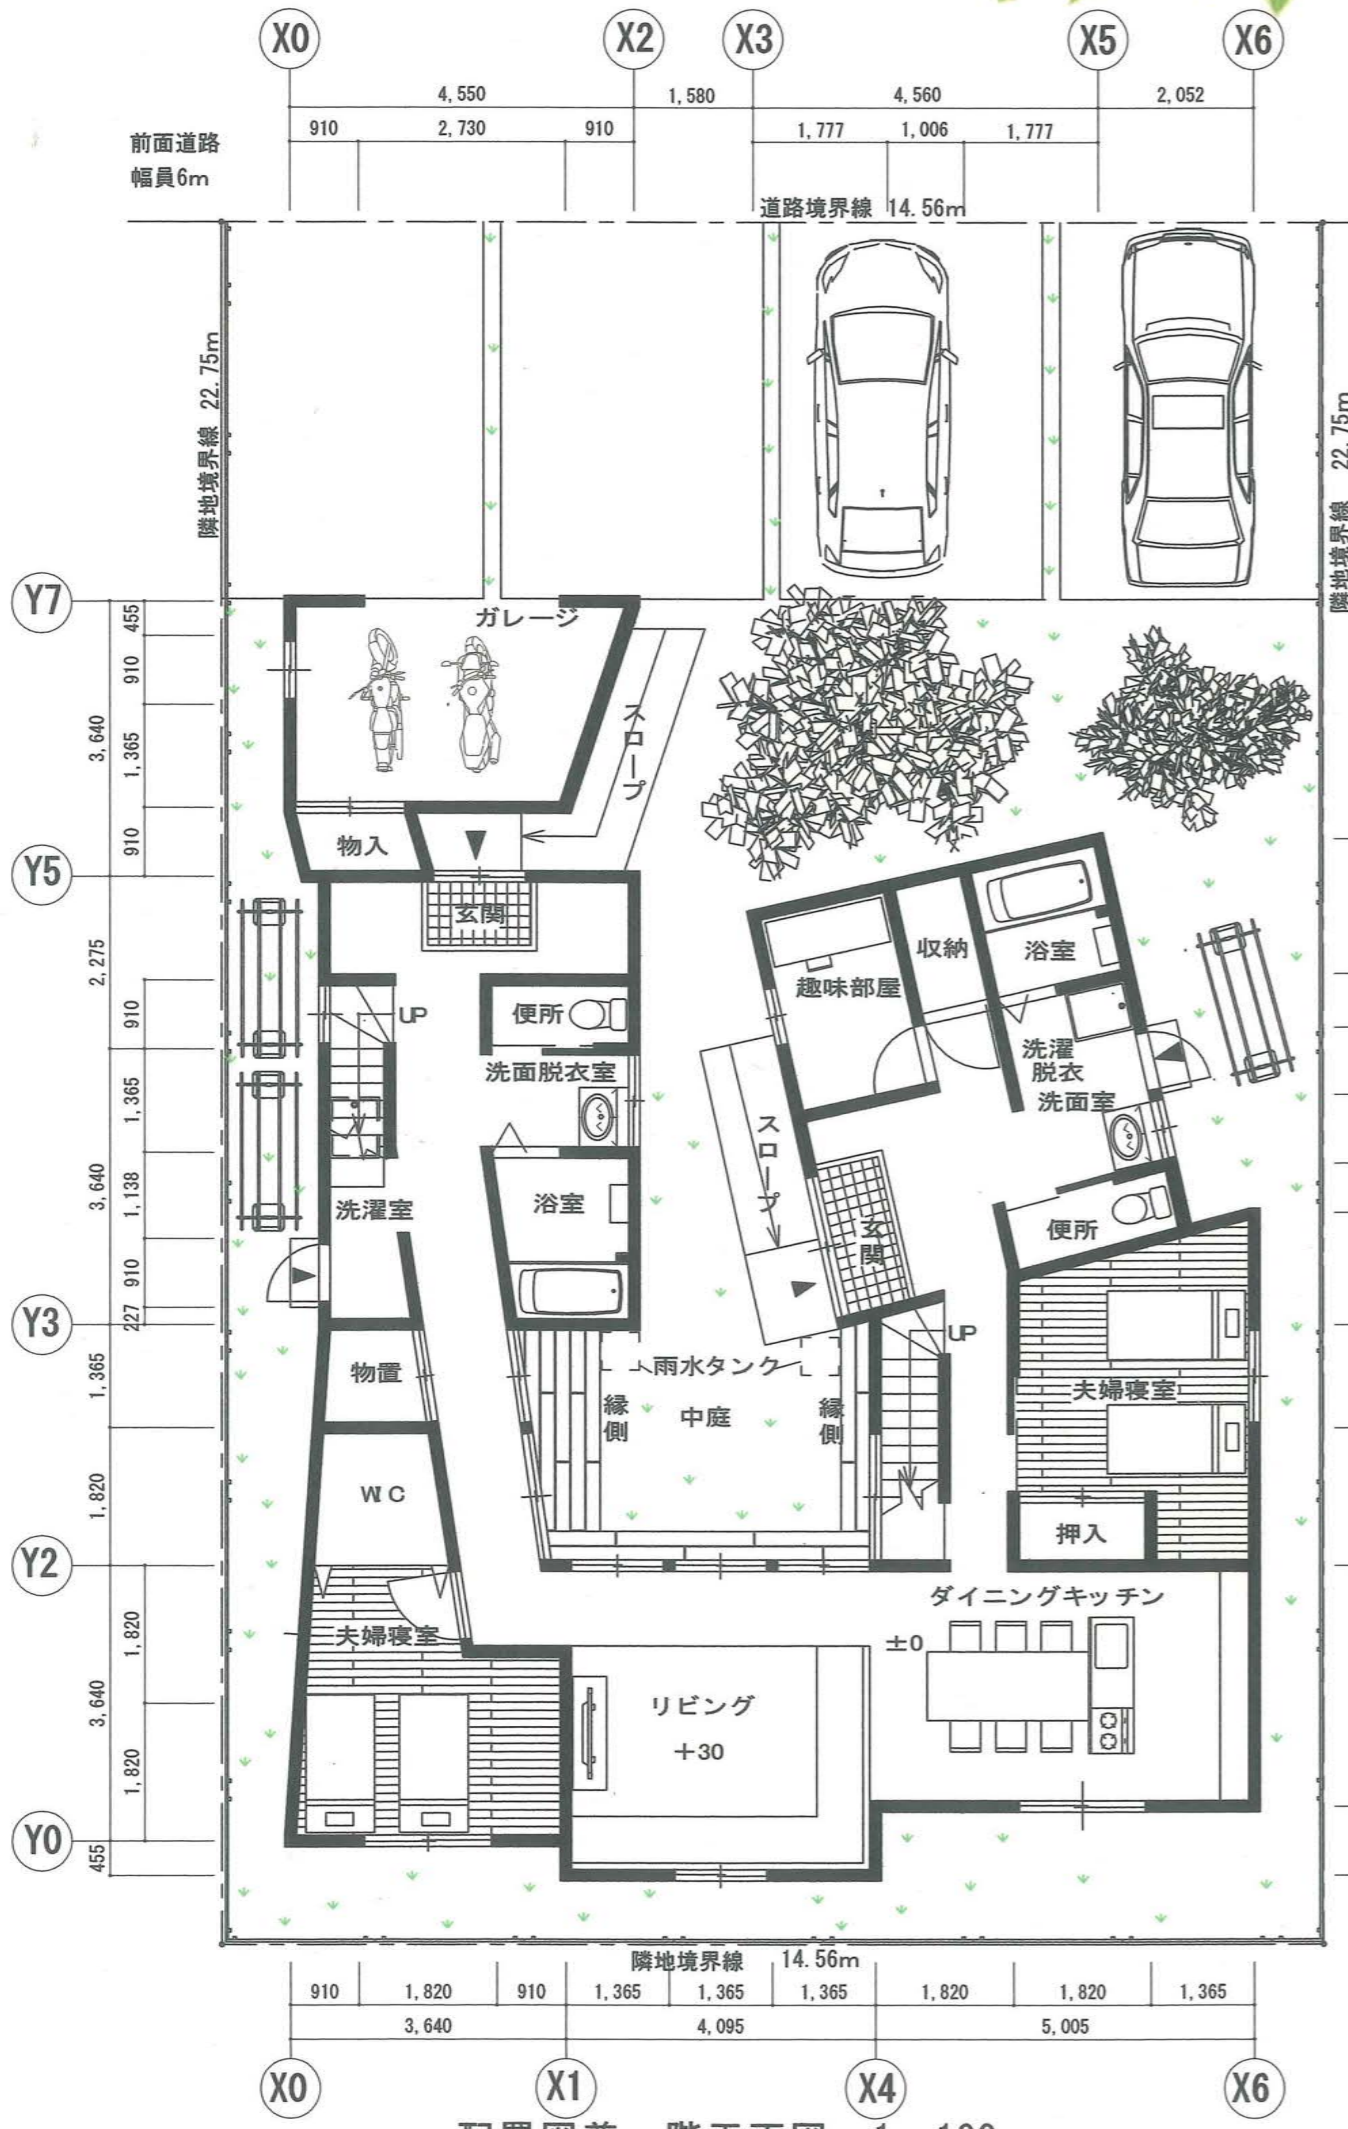 X0
X2
X3
X5
X6
4,550
1,580
4,560
2,052
910
2,730
910
1,777
1,006
1,777
前面道路
幅員6m
道路境界線 14.56m
隣地境界線 22.75m
隣地境界線 22.75m
Y7
455
ガレージ
910
3,640
スロープ
1,365
910
物入
Y5
玄関
2,275
収納
浴室
趣味部屋
910
UP
便所
洗濯
脱衣
洗面室
洗面脱衣室
1,365
スロープ
3,640
1,138
洗濯室
浴室
玄関
便所
910
227
Y3
UP
1,365
物置
雨水タンク
夫婦寝室
縁側
中庭
縁側
1,820
WIC
押入
Y2
ダイニングキッチン
±0
1,820
夫婦寝室
3,640
リビング
+30
1,820
Y0
455
隣地境界線 14.56m
910
1,820
910
1,365
1,365
1,365
1,820
1,820
1,365
3,640
4,095
5,005
X0
X1
X4
X6